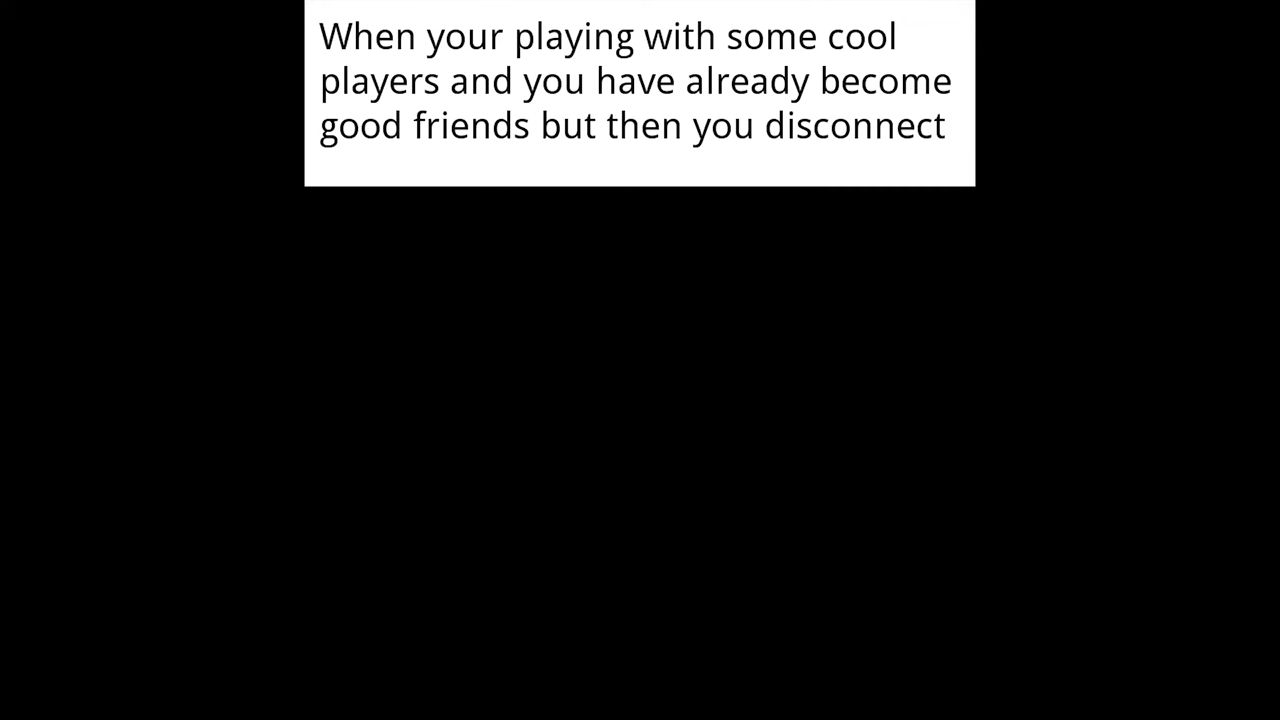 When your playing with some cool
players and you have already become
good friends but then you disconnect